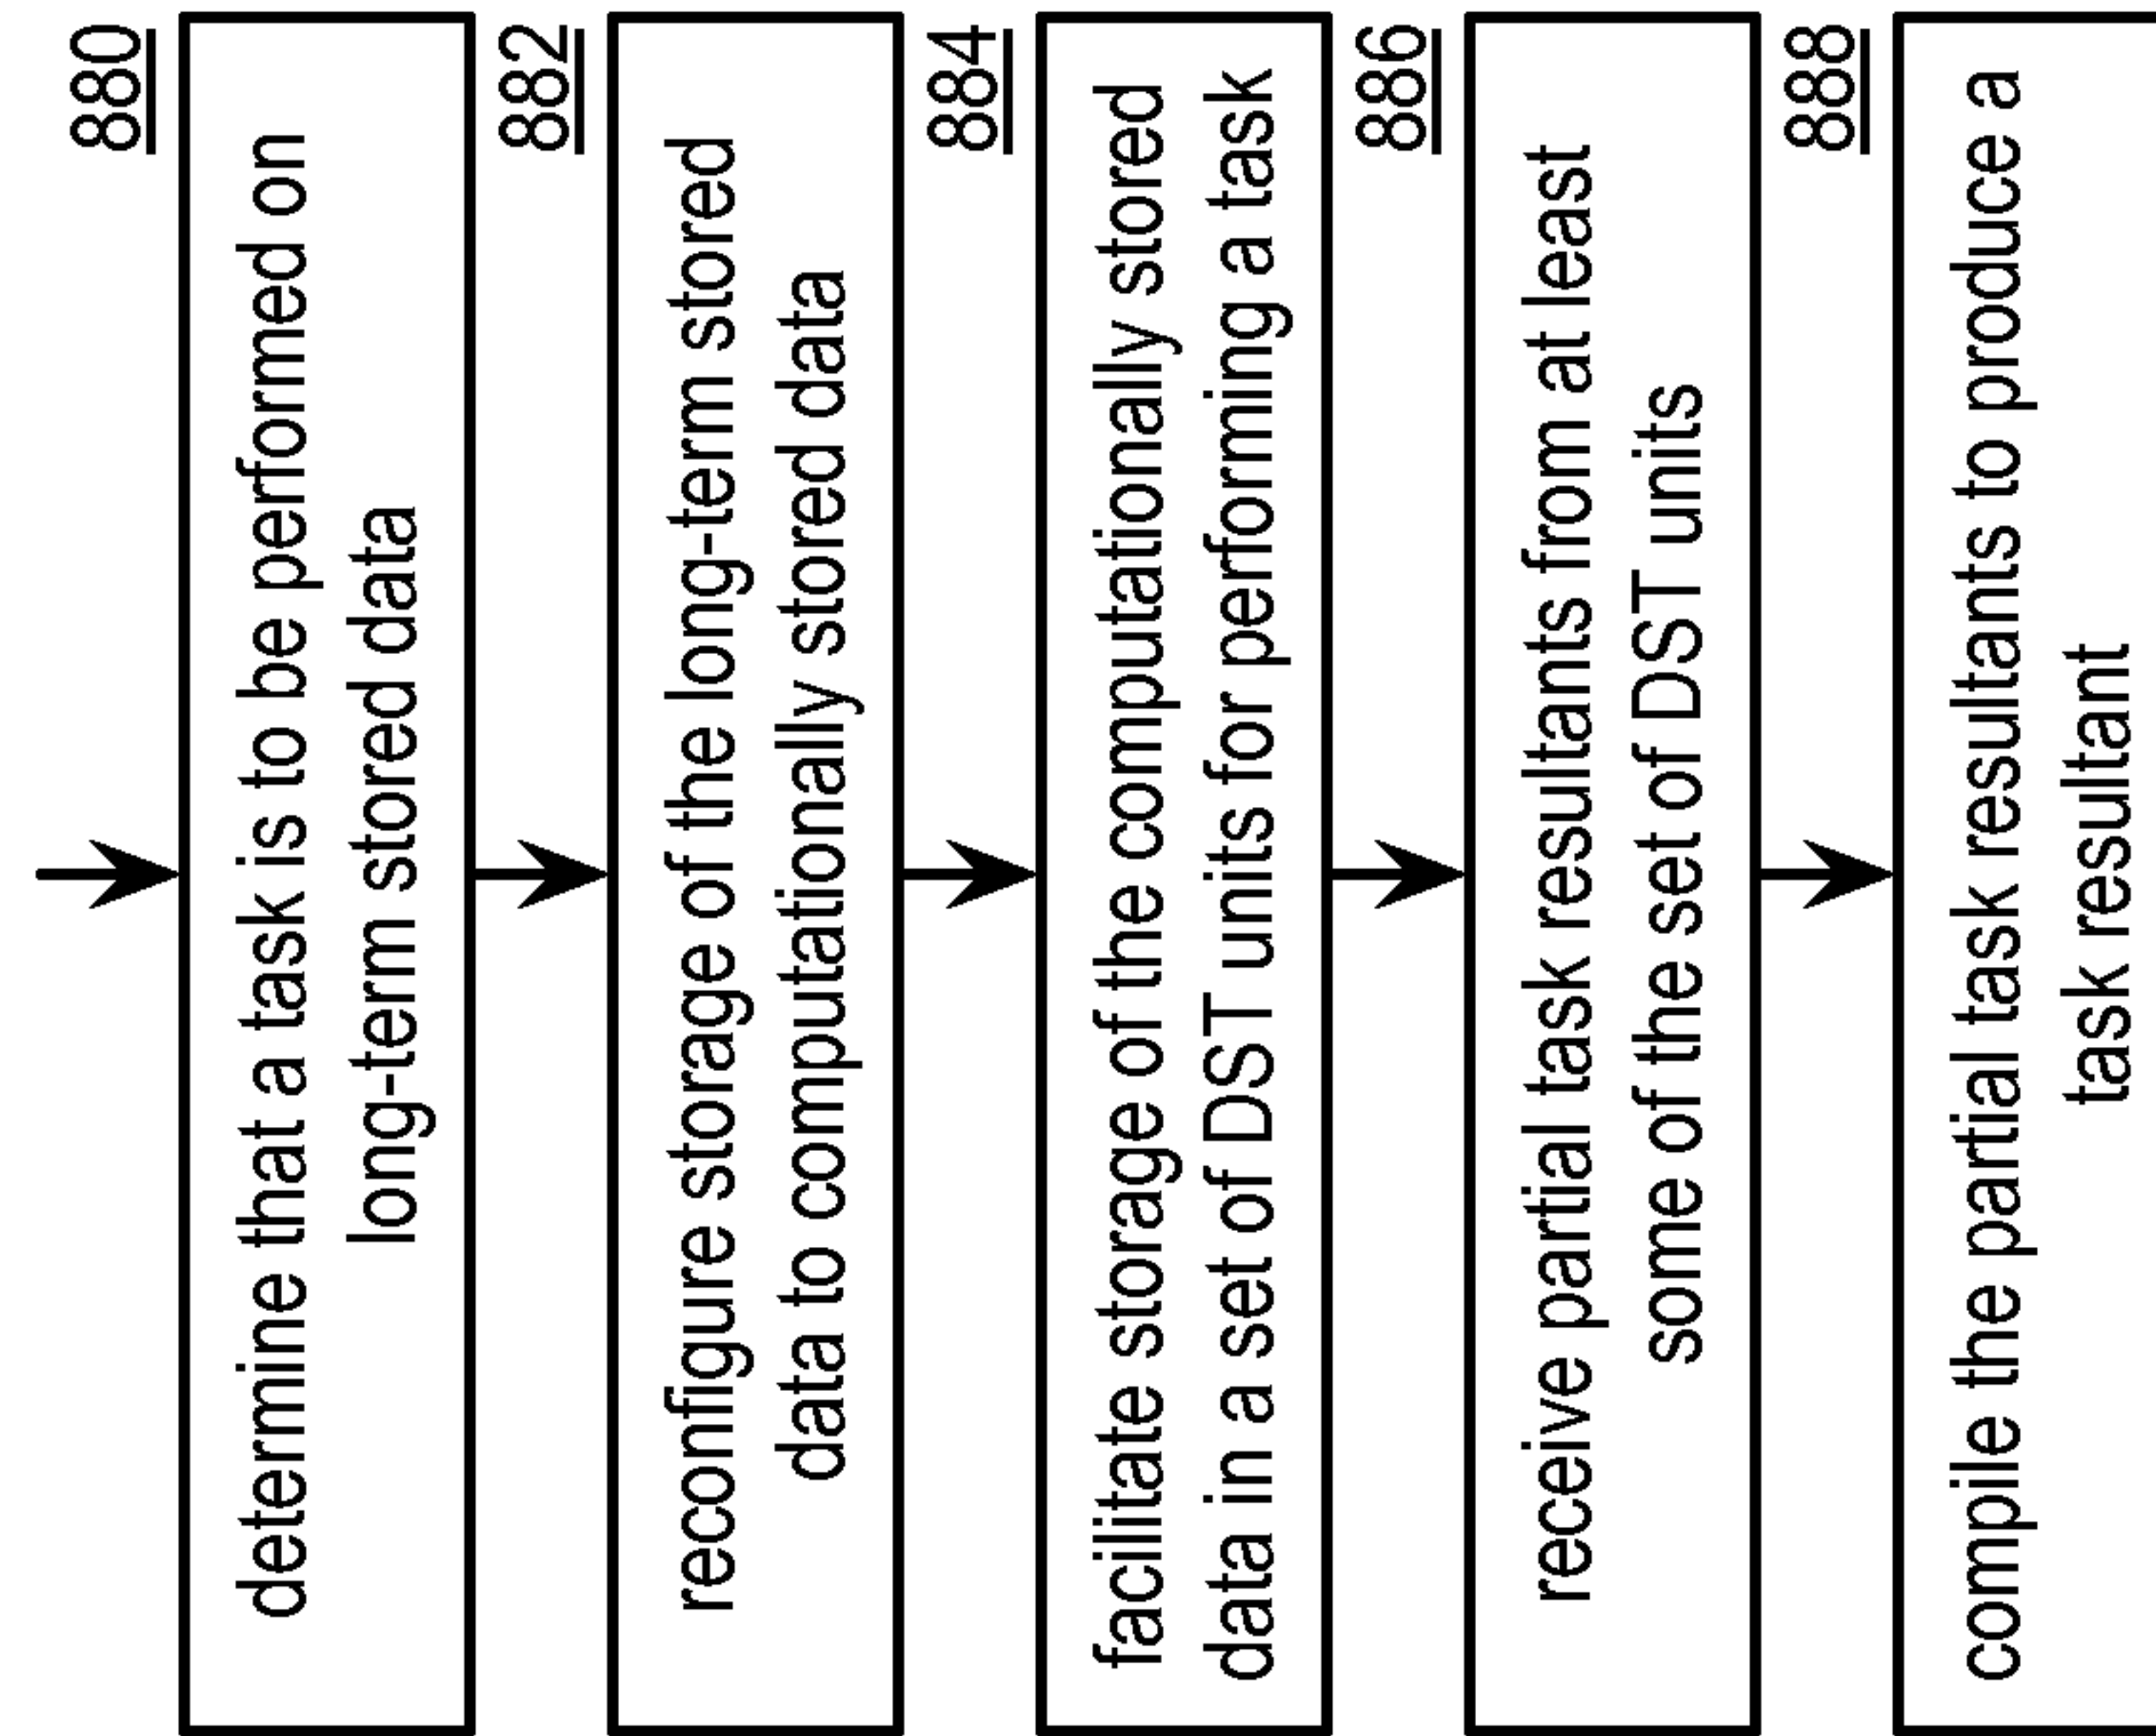 880
determine that a task is to be performed on
long-term stored data
882
reconfigure storage of the long-term stored
data to computationally stored data
884
facilitate storage of the computationally stored
data in a set of DST units for performing a task
886
receive partial task resultants from at least
some of the set of DST units
888
compile the partial task resultants to produce a
task resultant